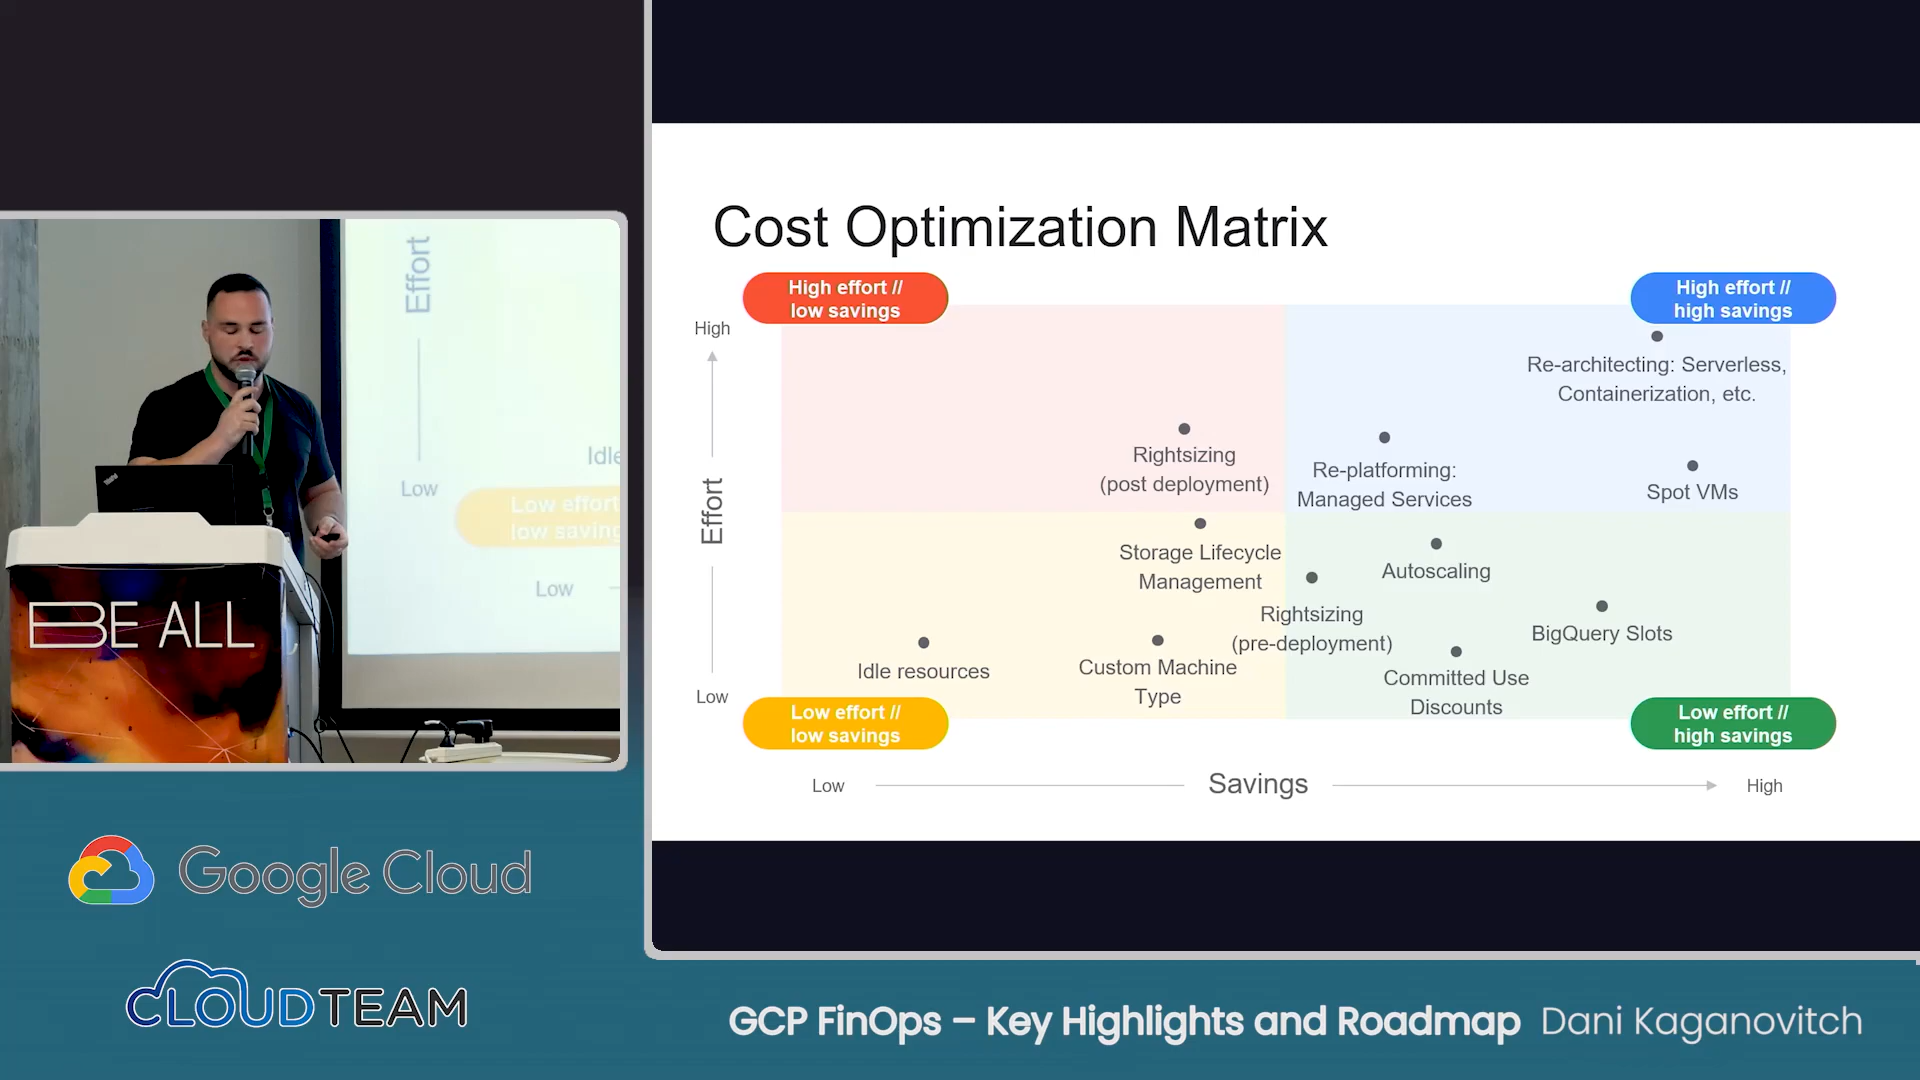 Effort
Low
Idle
Low effort
low saving
Low
BE ALL
Google Cloud
CLOUDTEAM
Cost Optimization Matrix
High effort //
low savings
High effort //
high savings
High
Effort
Low
Re-architecting: Serverless,
Containerization, etc.
Rightsizing
(post deployment)
Re-platforming:
Managed Services
Spot VMs
Storage Lifecycle
Management
Autoscaling
Rightsizing
(pre-deployment)
BigQuery Slots
Idle resources
Custom Machine
Type
Committed Use
Discounts
Low effort //
low savings
Low effort //
high savings
Low
Savings
High
GCP FinOps – Key Highlights and Roadmap Dani Kaganovitch